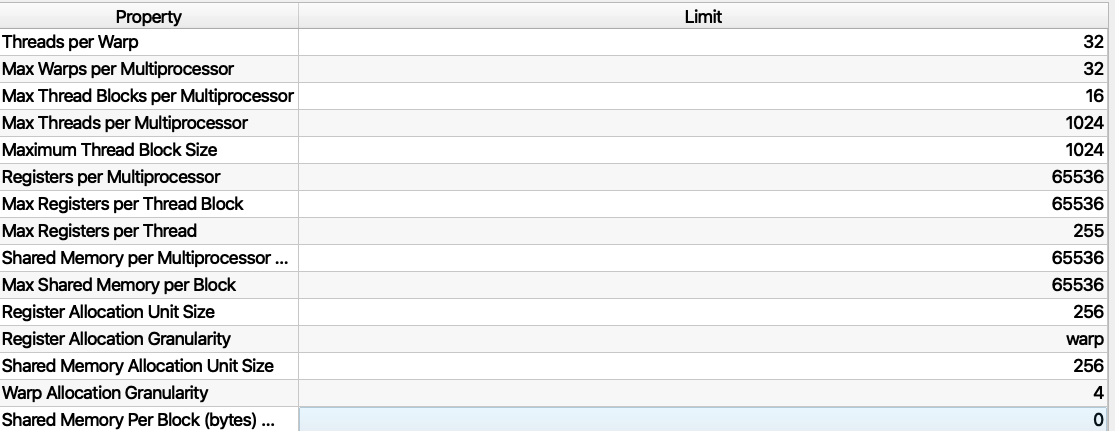 Property Limit
Threads per Warp 32
Max Warps per Multiprocessor 32
Max Thread Blocks per Multiprocessor 16
Max Threads per Multiprocessor 1024
Maximum Thread Block Size 1024
Registers per Multiprocessor 65536
Max Registers per Thread Block 65536
Max Registers per Thread 255
Shared Memory per Multiprocessor ... 65536
Max Shared Memory per Block 65536
Register Allocation Unit Size 256
Register Allocation Granularity warp
Shared Memory Allocation Unit Size 256
Warp Allocation Granularity 4
Shared Memory Per Block (bytes) ... 0